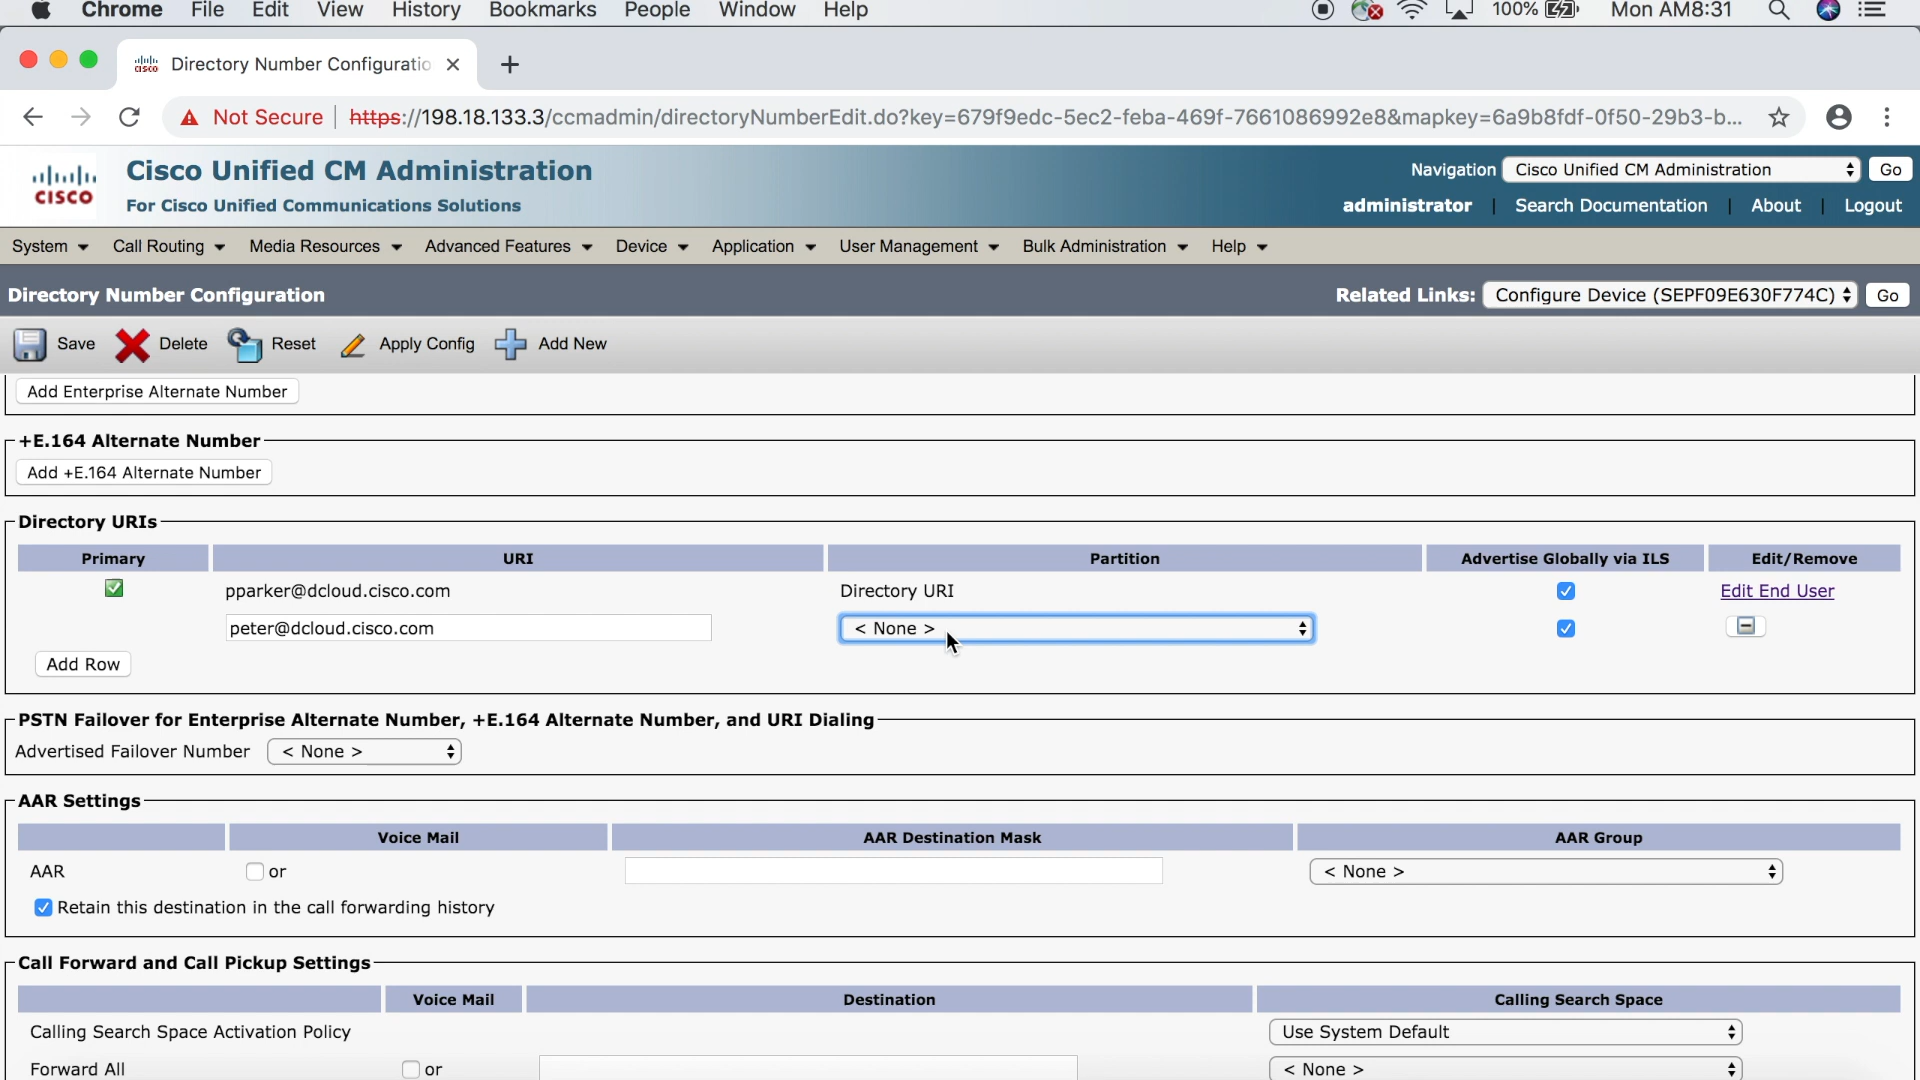 Chrome File Edit View History Bookmarks People Window Help 100% Mon AM8:31
Directory Number Configuratio
Not Secure https://198.18.133.3/ccmadmin/directoryNumberEdit.do?key=679f9edc-5ec2-feba-469f-7661086992e8&mapkey=6a9b8fdf-0f50-29b3-b...
CISCO
Cisco Unified CM Administration
For Cisco Unified Communications Solutions
Navigation Cisco Unified CM Administration Go
administrator Search Documentation About Logout
System Call Routing Media Resources Advanced Features Device Application User Management Bulk Administration Help
Directory Number Configuration Related Links: Configure Device (SEPF09E630F774C) Go
Save Delete Reset Apply Config Add New
Add Enterprise Alternate Number
+E.164 Alternate Number
Add +E.164 Alternate Number
Directory URIs
Primary URI Partition Advertise Globally via ILS Edit/Remove
pparker@dcloud.cisco.com Directory URI Edit End User
peter@dcloud.cisco.com < None >
Add Row
PSTN Failover for Enterprise Alternate Number, +E.164 Alternate Number, and URI Dialing
Advertised Failover Number < None >
AAR Settings
Voice Mail AAR Destination Mask AAR Group
AAR or < None >
Retain this destination in the call forwarding history
Call Forward and Call Pickup Settings
Voice Mail Destination Calling Search Space
Calling Search Space Activation Policy Use System Default
Forward All or < None >